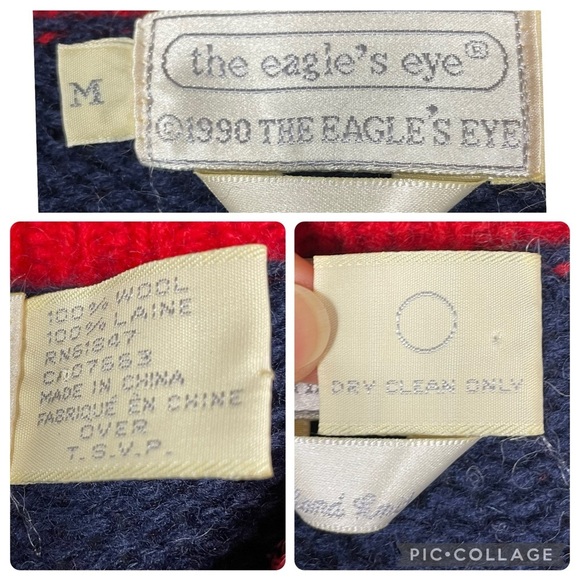 M
the eagle's eye®
©1990 THE EAGLE'S EYE
100% WOOL
100% LAINE
RN61847
CA07663
MADE IN CHINA
FABRIQUÉ EN CHINE
OVER
T.S.V.P.
DRY CLEAN ONLY
PIC•COLLAGE